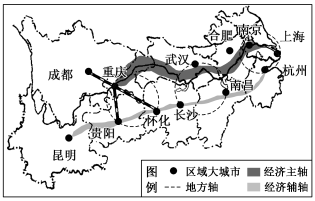 合肥
南京
上海
武汉
成都
重庆
杭州
南昌
长沙
怀化
贵阳
昆明
图例
区域大城市
经济主轴
地方轴
经济辅轴